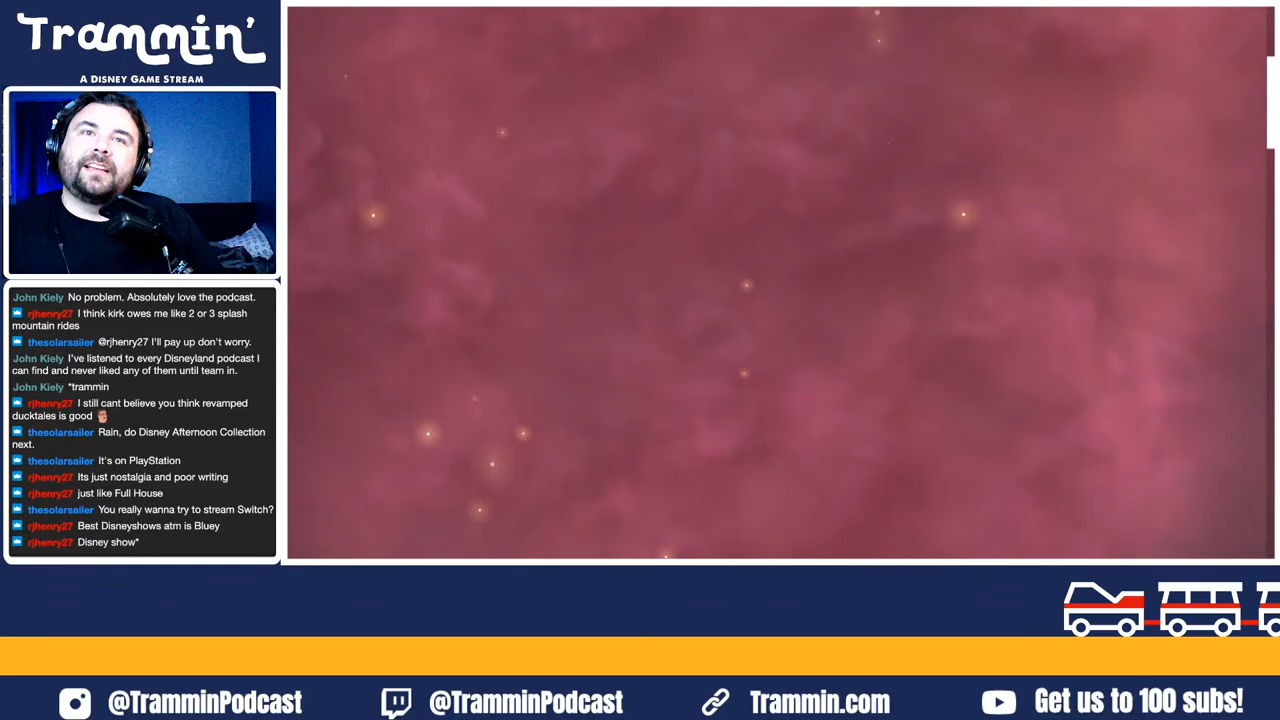 Trammin'
A DISNEY GAME STREAM
John Kiely No problem. Absolutely love the podcast.
rjhenry27 I think kirk owes me like 2 or 3 splash
mountain rides
thesolarsailer @rjhenry27 I'll pay up don't worry.
John Kiely I've listened to every Disneyland podcast I
can find and never liked any of them until team in.
John Kiely *trammin
rjhenry27 I still cant believe you think revamped
ducktales is good
thesolarsailer Rain, do Disney Afternoon Collection
next.
thesolarsailer It's on PlayStation
rjhenry27 Its just nostalgia and poor writing
rjhenry27 just like Full House
thesolarsailer You really wanna try to stream Switch?
rjhenry27 Best Disneyshows atm is Bluey
rjhenry27 Disney show*
@TramminPodcast
@TramminPodcast
Trammin.com
Get us to 100 subs!